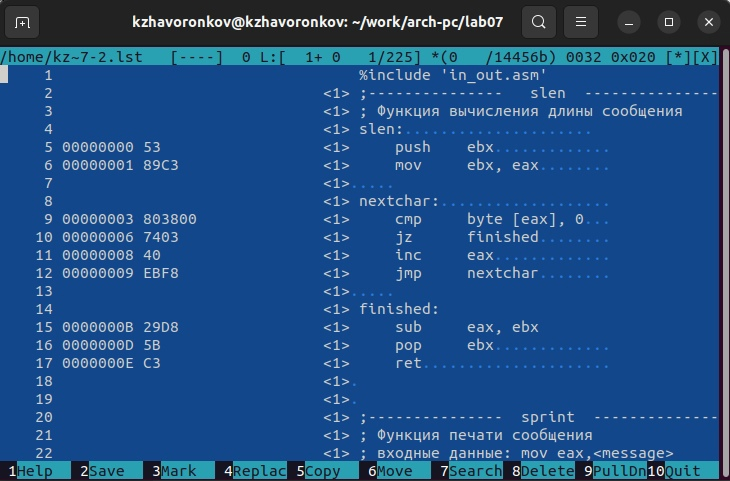 kzhavoronkov@kzhavoronkov: ~/work/arch-pc/lab07
/home/kz~7-2.lst   [----]  0 L:[  1+ 0   1/225] *(0   /14456b) 0032 0x020 [*][X]
1                                  %include 'in_out.asm'
2                              <1> ;---------------   slen  ---------------
3                              <1> ; Функция вычисления длины сообщения
4                              <1> slen:.....................
5 00000000 53                  <1>     push    ebx.............
6 00000001 89C3                <1>     mov     ebx, eax........
7                              <1>.....
8                              <1> nextchar:...................
9 00000003 803800              <1>     cmp     byte [eax], 0...
10 00000006 7403                <1>     jz      finished........
11 00000008 40                  <1>     inc     eax.............
12 00000009 EBF8                <1>     jmp     nextchar........
13                              <1>.....
14                              <1> finished:
15 0000000B 29D8                <1>     sub     eax, ebx
16 0000000D 5B                  <1>     pop     ebx.............
17 0000000E C3                  <1>     ret.....................
18                              <1>.
19                              <1>.
20                              <1> ;---------------  sprint  ---------------
21                              <1> ; Функция печати сообщения
22                              <1> ; входные данные: mov eax,<message>
1Help   2Save   3Mark   4Replac 5Copy   6Move   7Search 8Delete 9PullDn 10Quit